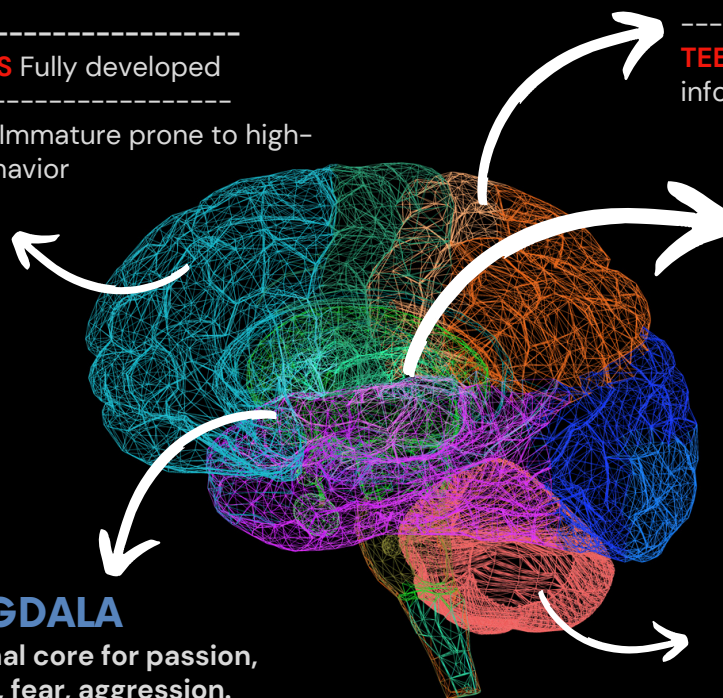 ----------------
S Fully developed
----------------
Immature prone to high-
havior
---
TEE
info
GDALA
nal core for passion,
, fear, aggression.